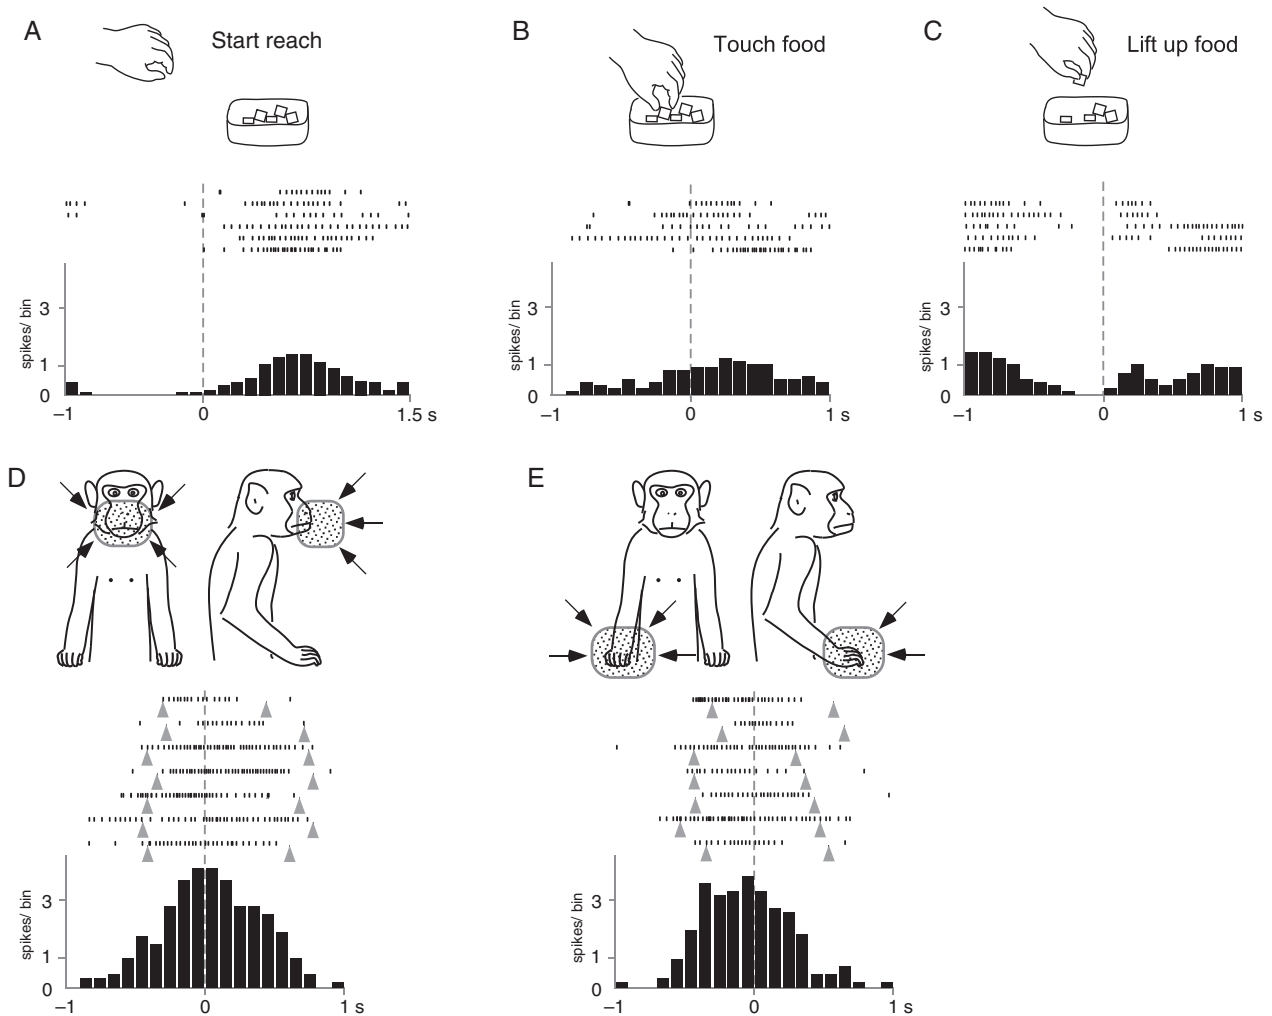 A
Start reach
B
Touch food
C
Lift up food
spikes/ bin
3
1
0
–1
0
1.5 s
spikes/ bin
3
1
0
–1
0
1 s
spikes/ bin
3
1
0
–1
0
1 s
D
E
spikes/ bin
3
1
0
–1
0
1 s
spikes/ bin
3
1
0
–1
0
1 s